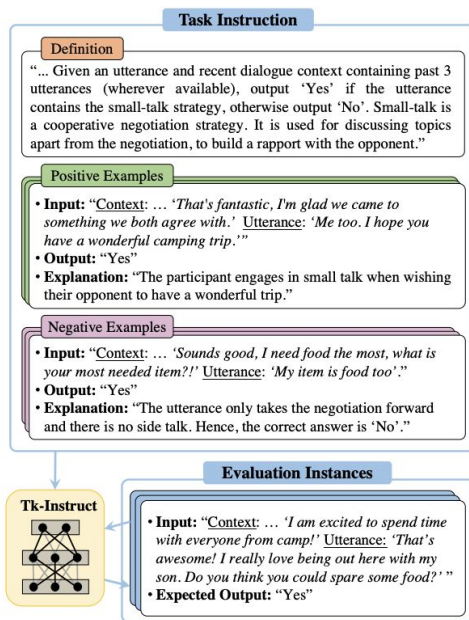 Task Instruction
Definition
“... Given an utterance and recent dialogue context containing past 3
utterances (wherever available), output ‘Yes’ if the utterance
contains the small-talk strategy, otherwise output ‘No’. Small-talk
is a cooperative negotiation strategy. It is used for discussing topics
apart from the negotiation, to build a rapport with the opponent.”
Positive Examples
• Input: “Context: … ‘That's fantastic, I'm glad we came to
something we both agree with.’ Utterance: ‘Me too. I hope you
have a wonderful camping trip.’”
• Output: “Yes”
• Explanation: “The participant engages in small talk when wishing
their opponent to have a wonderful trip.”
Negative Examples
• Input: “Context: … ‘Sounds good, I need food the most, what is
your most needed item?!’ Utterance: ‘My item is food too’.”
• Output: “Yes”
• Explanation: “The utterance only takes the negotiation forward
and there is no side talk. Hence, the correct answer is ‘No’.”
Tk-Instruct
Evaluation Instances
• Input: “Context: … ‘I am excited to spend time
with everyone from camp!’ Utterance: ‘That’s
awesome! I really love being out here with my
son. Do you think you could spare some food?’ ”
• Expected Output: “Yes”